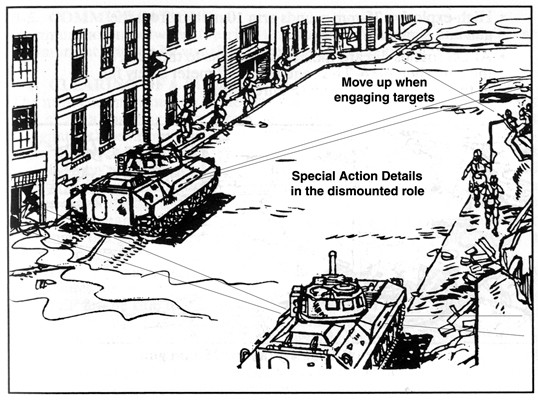 Move up when
engaging targets
Special Action Details
in the dismounted role